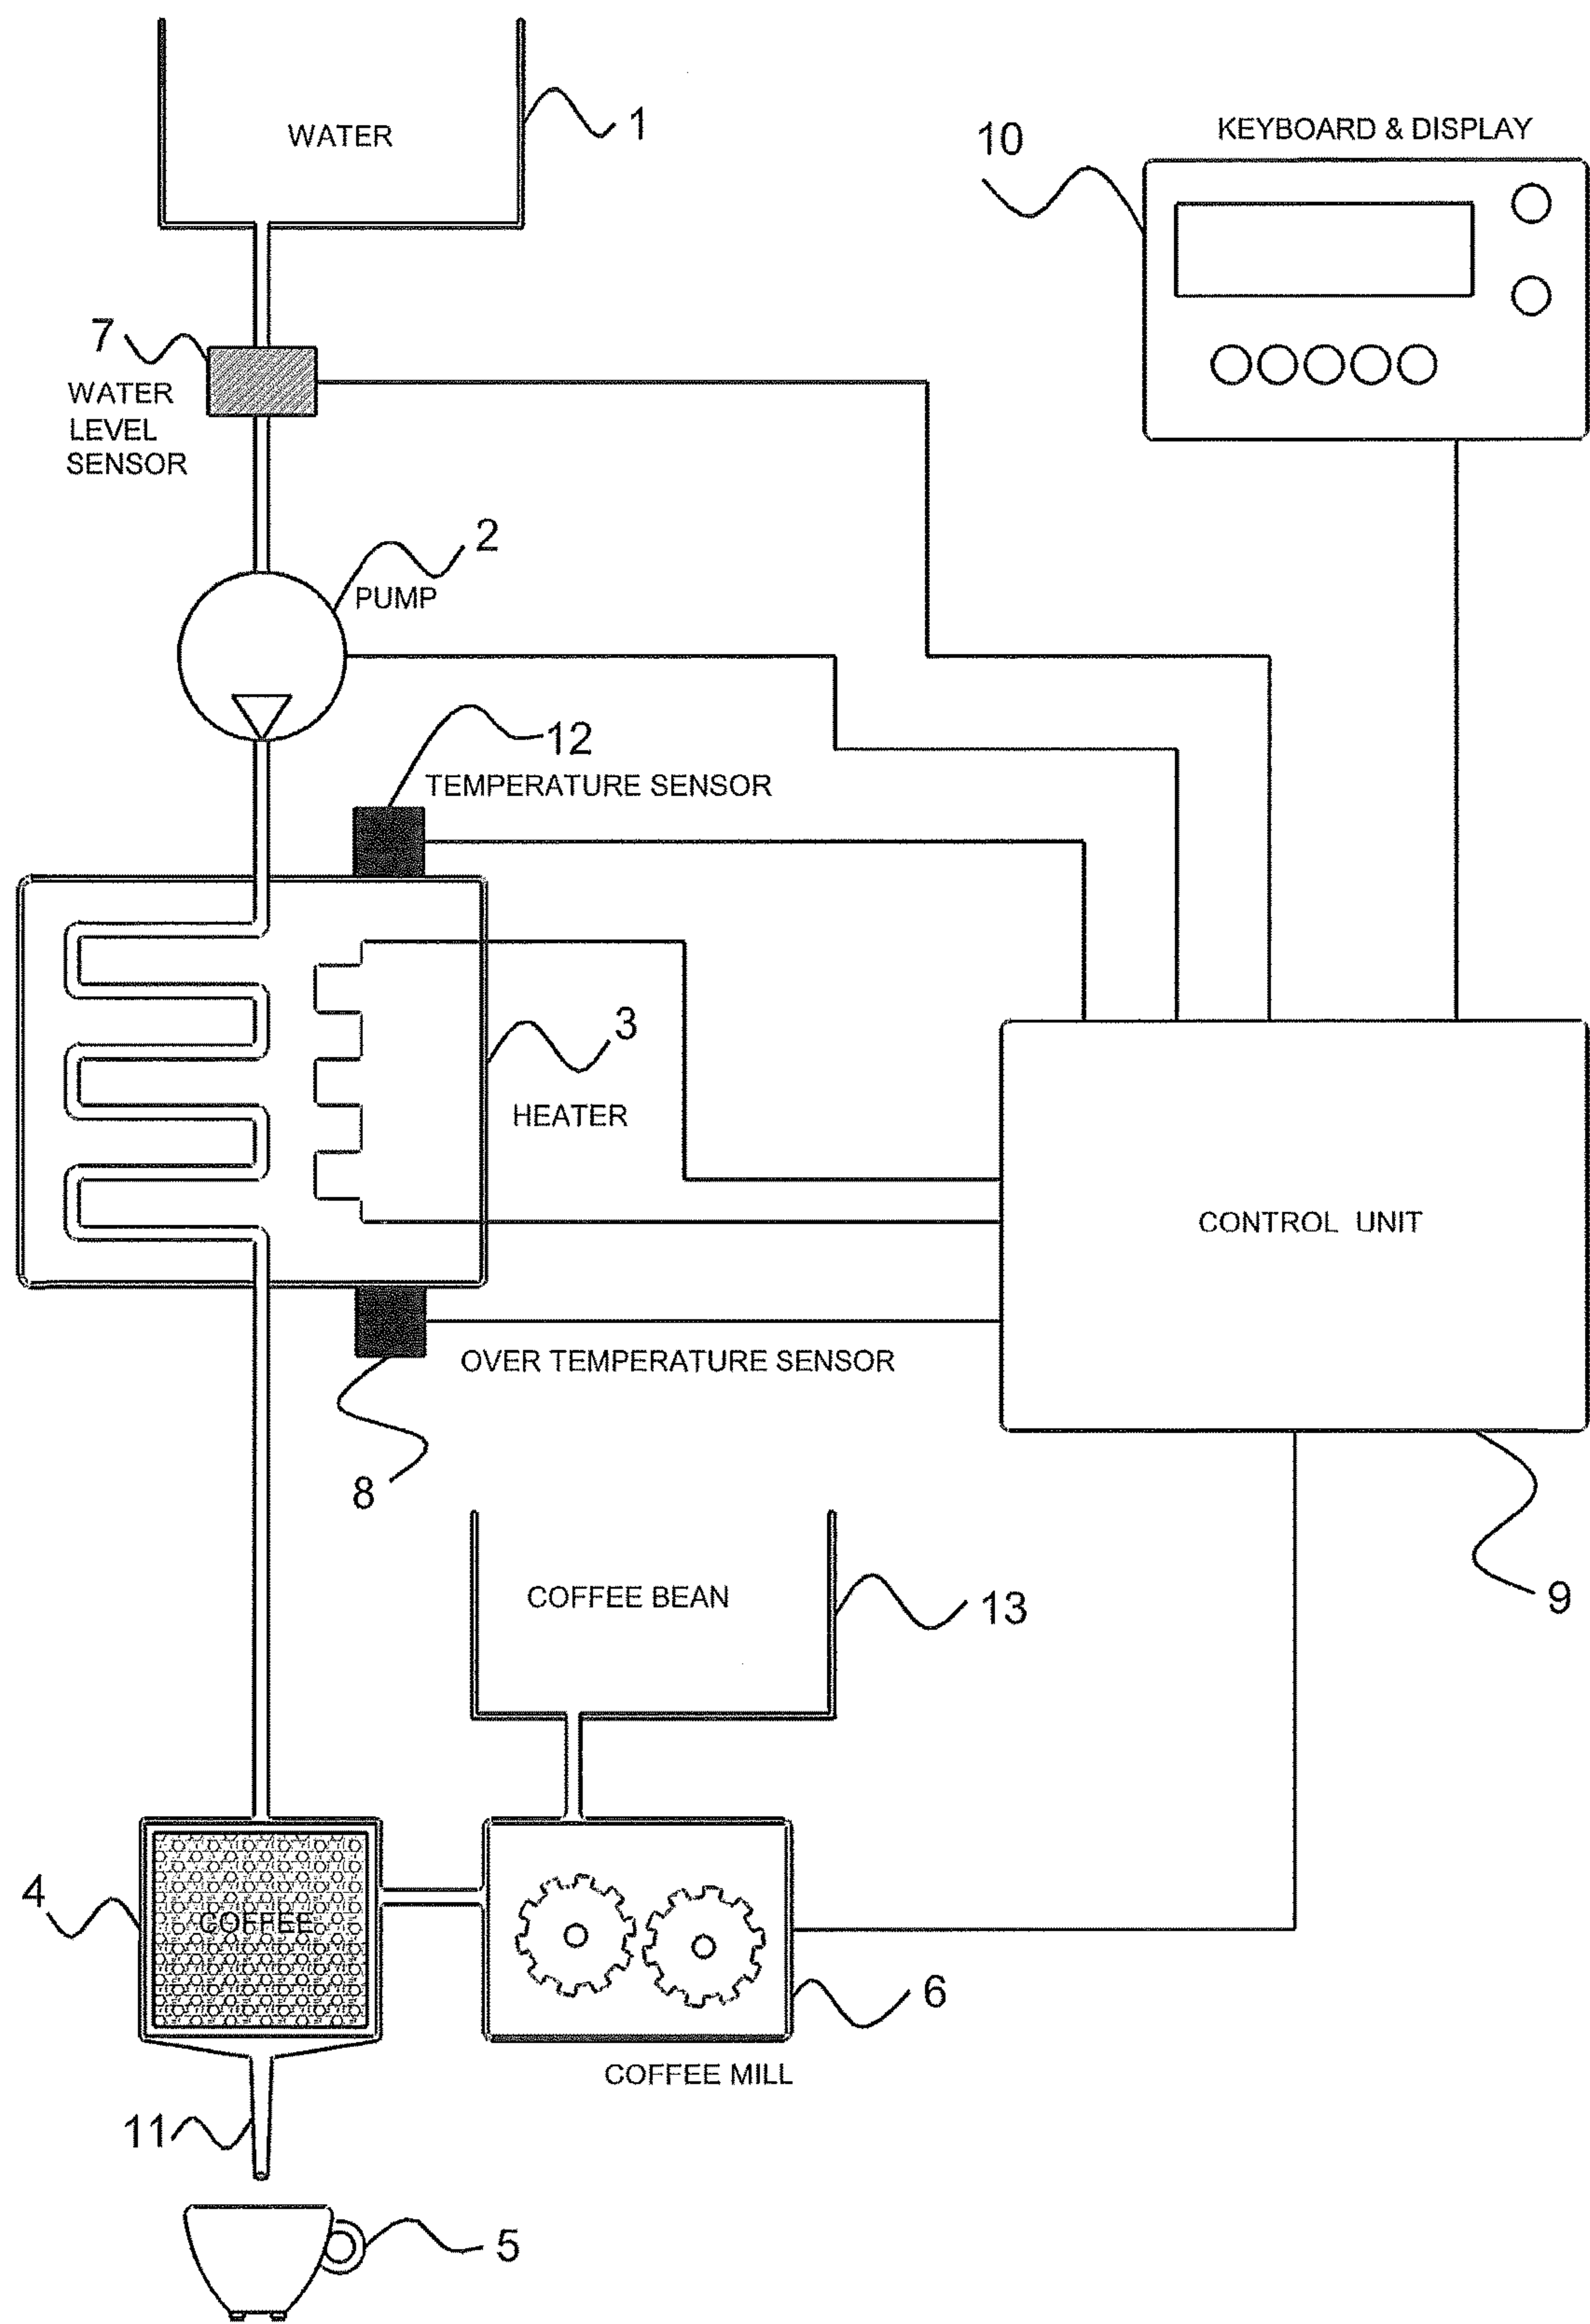 WATER
1
10
KEYBOARD & DISPLAY
7
WATER
LEVEL
SENSOR
2
PUMP
12
TEMPERATURE SENSOR
3
HEATER
CONTROL UNIT
OVER TEMPERATURE SENSOR
8
COFFEE BEAN
13
9
4
COFFEE
6
COFFEE MILL
11
5